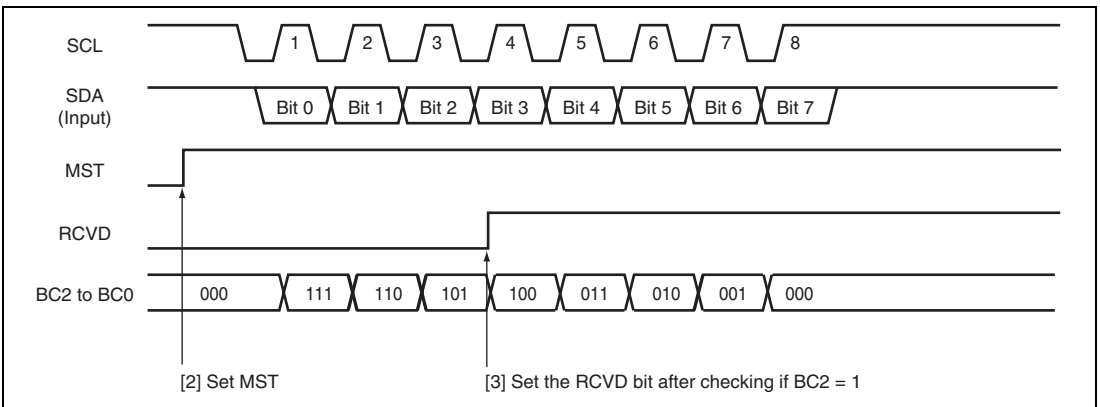 SCL 1 2 3 4 5 6 7 8
SDA
(Input) Bit 0 Bit 1 Bit 2 Bit 3 Bit 4 Bit 5 Bit 6 Bit 7
MST
RCVD
BC2 to BC0 000 111 110 101 100 011 010 001 000
[2] Set MST [3] Set the RCVD bit after checking if BC2 = 1